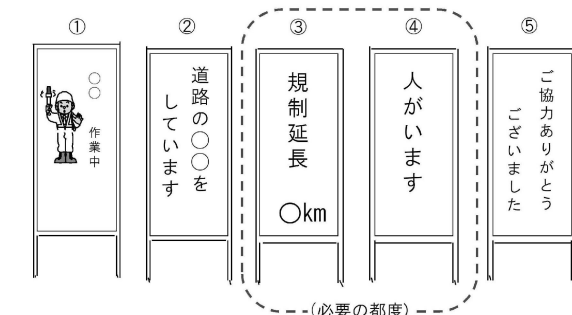 ①
○○ 作業中
②
道路の○○を
しています
③
規制延長
○km
④
人がいます
⑤
ご協力ありがとう
ございました
(必要の都度)